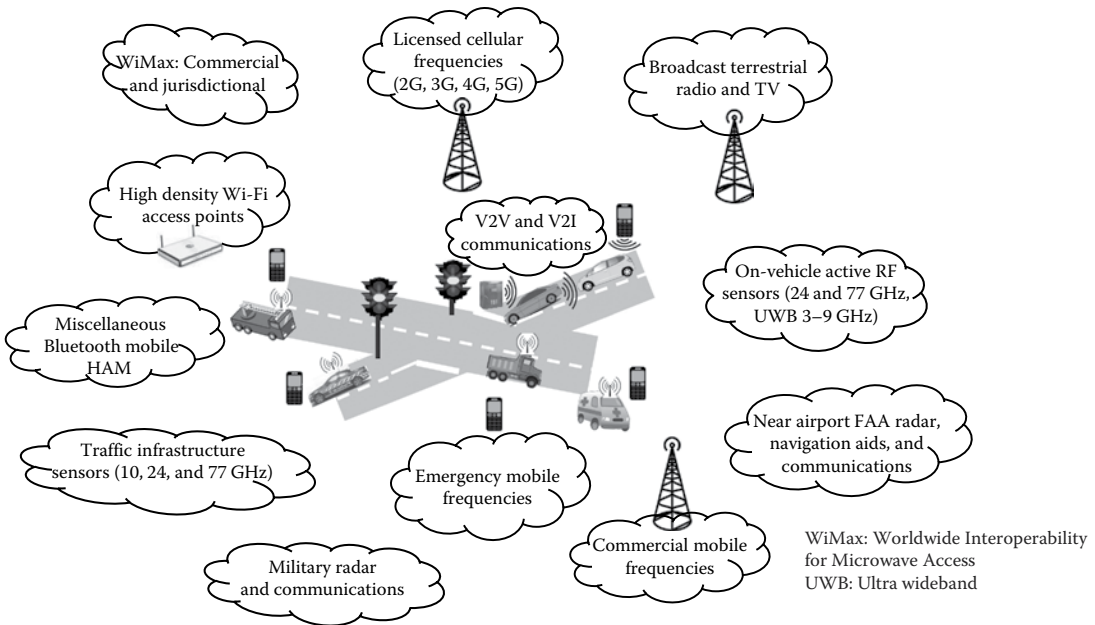 WiMax: Commercial
and jurisdictional
Licensed cellular
frequencies
(2G, 3G, 4G, 5G)
Broadcast terrestrial
radio and TV
High density Wi-Fi
access points
V2V and V2I
communications
On-vehicle active RF
sensors (24 and 77 GHz,
UWB 3–9 GHz)
Miscellaneous
Bluetooth mobile
HAM
Near airport FAA radar,
navigation aids, and
communications
Traffic infrastructure
sensors (10, 24, and 77 GHz)
Emergency mobile
frequencies
Commercial mobile
frequencies
Military radar
and communications
WiMax: Worldwide Interoperability
for Microwave Access
UWB: Ultra wideband